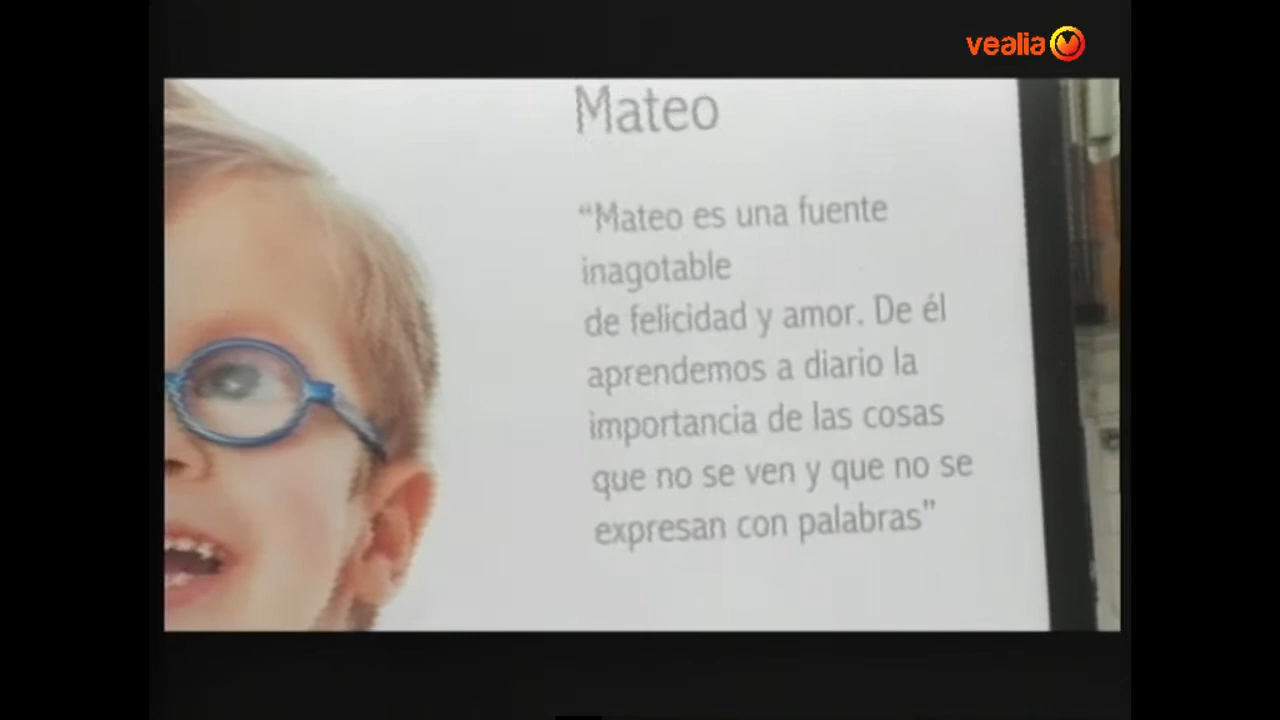 vealia
Mateo
“Mateo es una fuente
inagotable
de felicidad y amor. De él
aprendemos a diario la
importancia de las cosas
que no se ven y que no se
expresan con palabras”